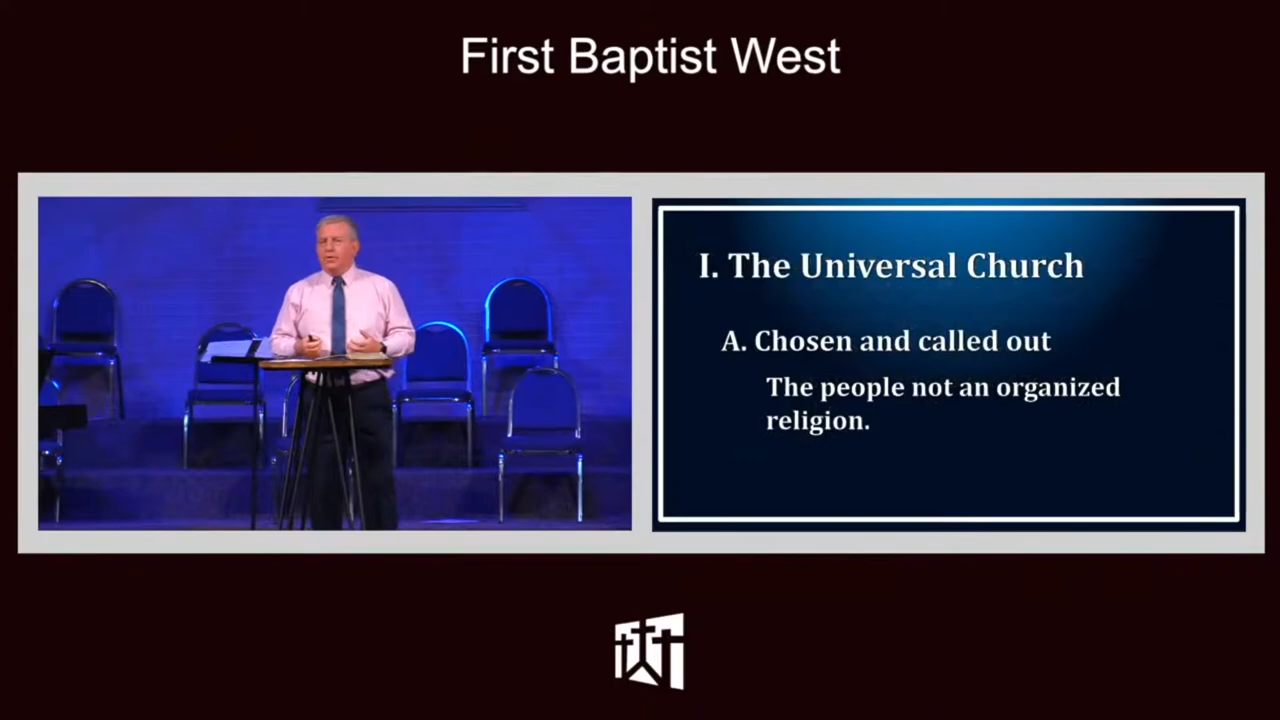 First Baptist West
I. The Universal Church
A. Chosen and called out
The people not an organized
religion.